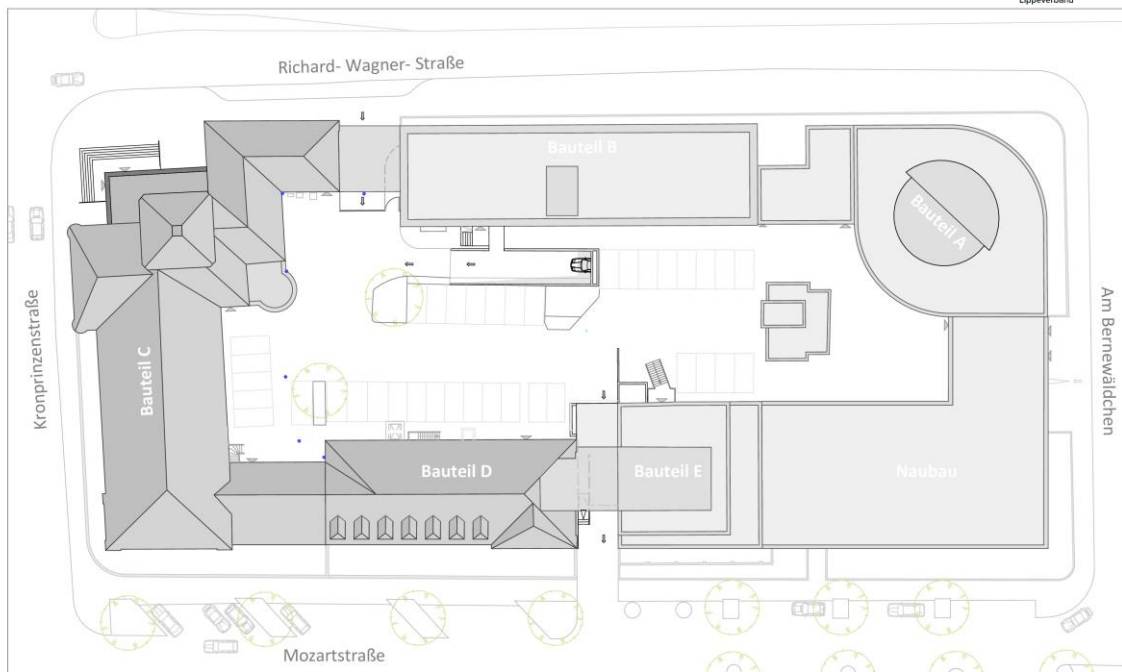 Lippeverband
Richard- Wagner- Straße
Bauteil B
Bauteil A
Kronprinzenstraße
Bauteil C
Am Bernewäldchen
Bauteil D
Bauteil E
Naubau
Mozartstraße